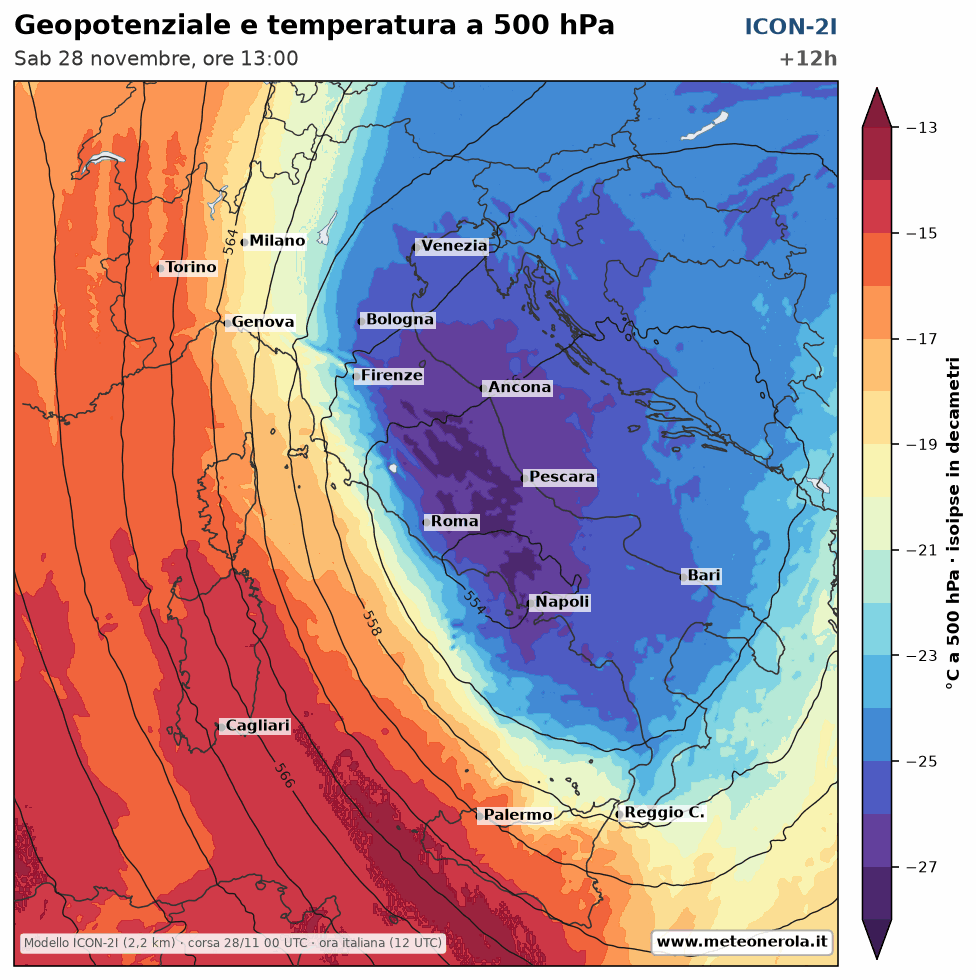 Geopotenziale e temperatura a 500 hPa
ICON-2I
Sab 28 novembre, ore 13:00
+12h
−13
−15
−17
−19
−21
−23
−25
−27
°C a 500 hPa · isoipse in decametri
564
Milano
Venezia
Torino
Genova
Bologna
Firenze
Ancona
Pescara
Roma
Bari
554
Napoli
558
Cagliari
566
Palermo
Reggio C.
Modello ICON-2I (2,2 km) · corsa 28/11 00 UTC · ora italiana (12 UTC)
www.meteonerola.it